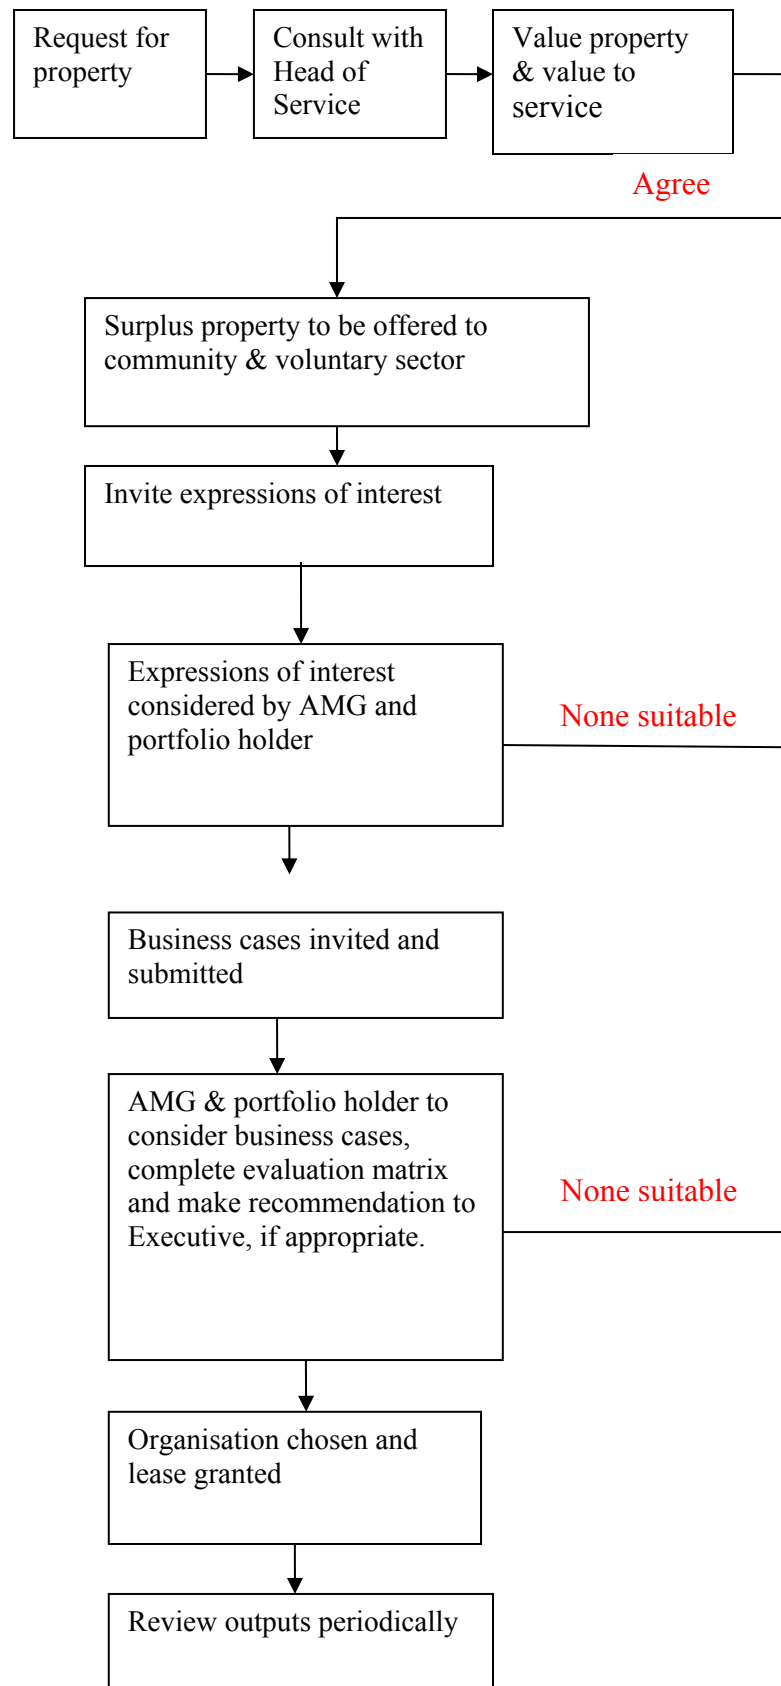 Request for
property
Consult with
Head of
Service
Value property
& value to
service
Agree
Surplus property to be offered to
community & voluntary sector
Invite expressions of interest
Expressions of interest
considered by AMG and
portfolio holder
None suitable
Business cases invited and
submitted
AMG & portfolio holder to
consider business cases,
complete evaluation matrix
and make recommendation to
Executive, if appropriate.
None suitable
Organisation chosen and
lease granted
Review outputs periodically